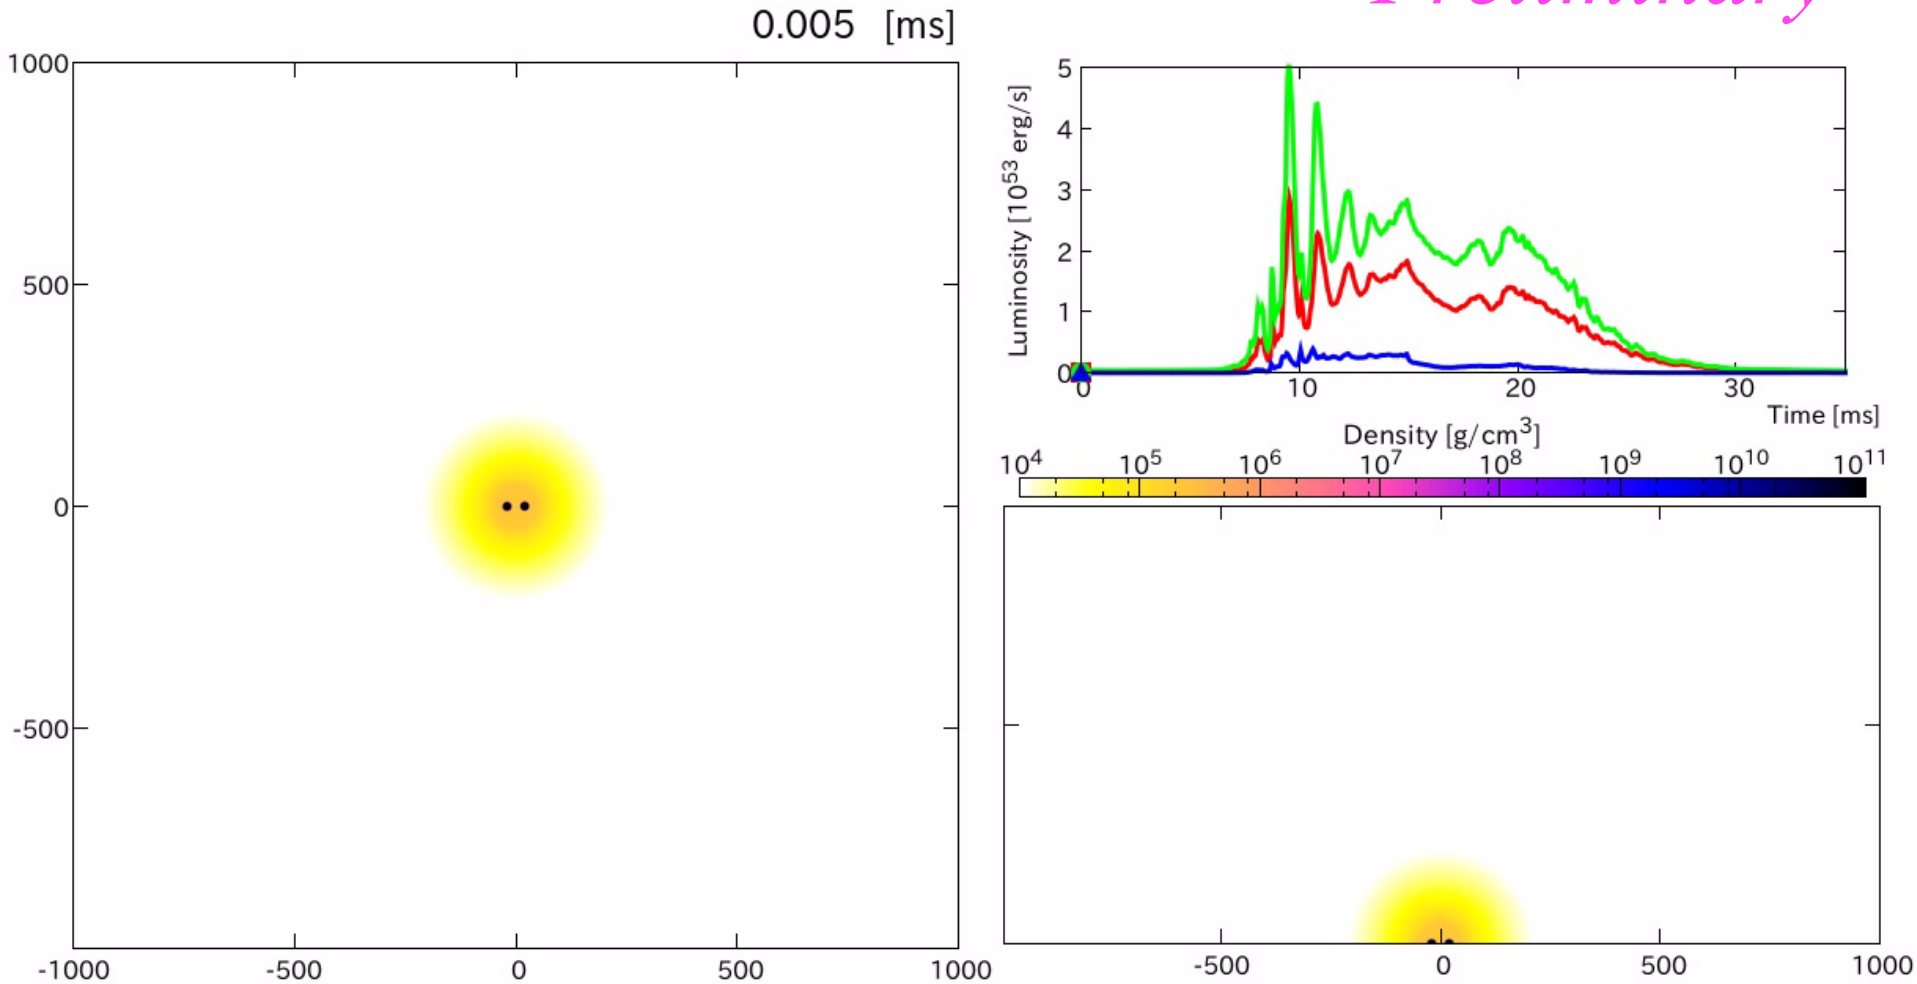 Preliminary
0.005 [ms]
1000
500
0
-500
-1000 -500 0 500 1000
Luminosity [10^53 erg/s]
5
4
3
2
1
0
0 10 20 30
Time [ms]
Density [g/cm^3]
10^4 10^5 10^6 10^7 10^8 10^9 10^10 10^11
-500 0 500 1000